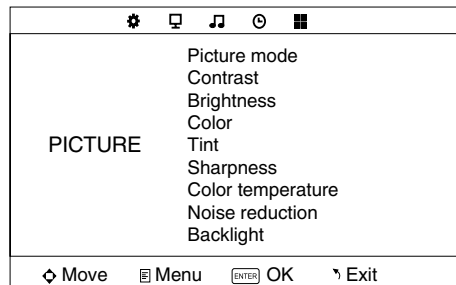 Picture mode
Contrast
Brightness
Color
PICTURE
Tint
Sharpness
Color temperature
Noise reduction
Backlight
Move Menu ENTER OK Exit